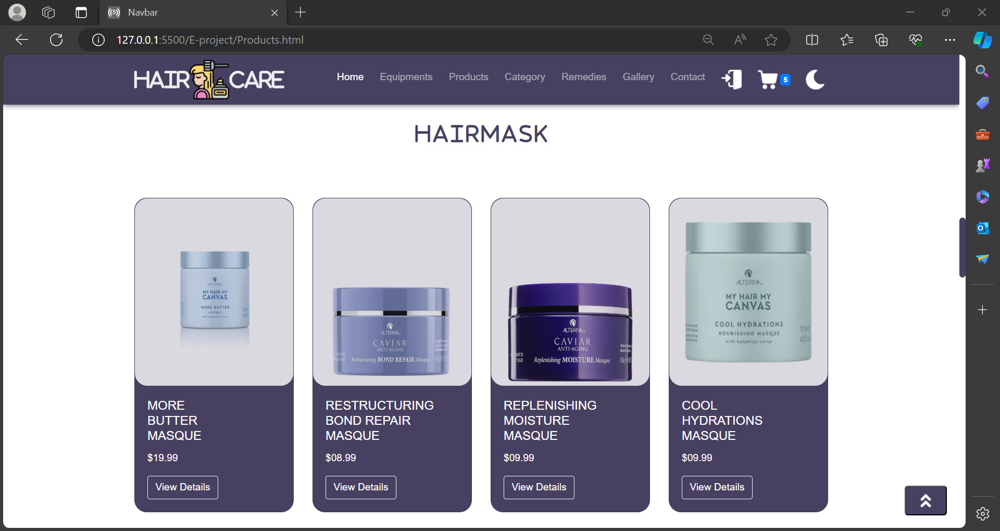 Navbar
127.0.0.1:5500/E-project/Products.html
HAIR CARE
Home
Equipments
Products
Category
Remedies
Gallery
Contact
5
HAIRMASK
ALTERNA
MY HAIR MY
CANVAS
MORE BUTTER
MASQUE
with botanical caviar
ALTERNA
CAVIAR
ANTI-AGING
Restructuring BOND REPAIR Masque
ALTERNA
CAVIAR
ANTI-AGING
Replenishing MOISTURE Masque
ALTERNA
MY HAIR MY
CANVAS
COOL HYDRATIONS
NOURISHING MASQUE
with botanical caviar
177 ml
MORE
BUTTER
MASQUE
$19.99
View Details
RESTRUCTURING
BOND REPAIR
MASQUE
$08.99
View Details
REPLENISHING
MOISTURE
MASQUE
$09.99
View Details
COOL
HYDRATIONS
MASQUE
$09.99
View Details